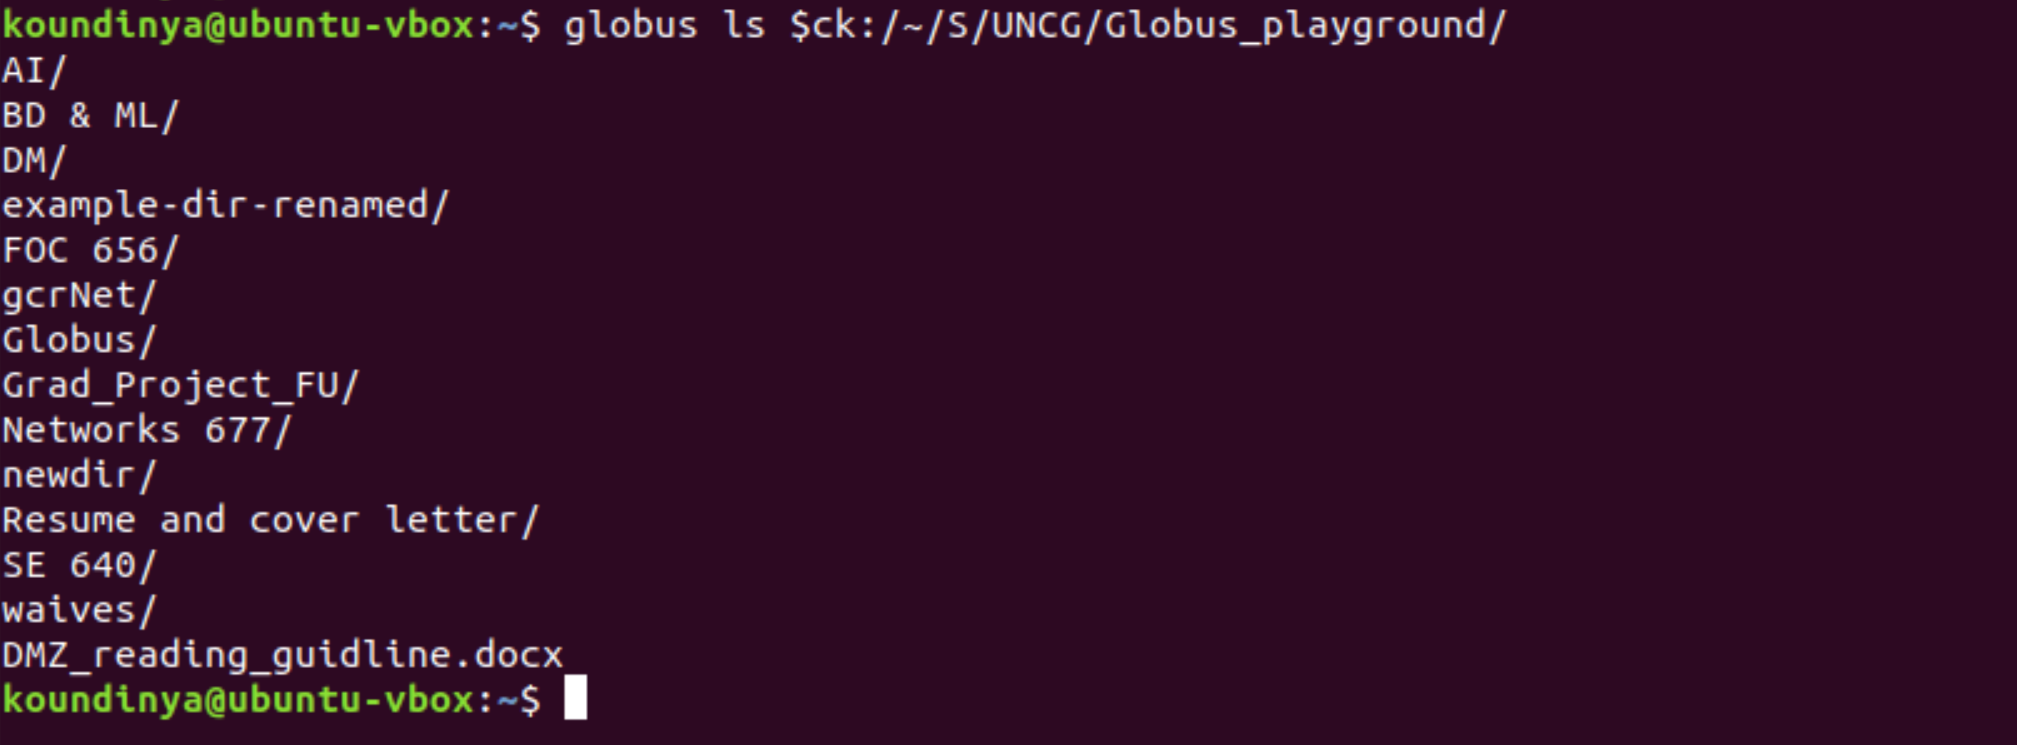 koundinya@ubuntu-vbox:~$ globus ls $ck:/~/S/UNCG/Globus_playground/
AI/
BD & ML/
DM/
example-dir-renamed/
FOC 656/
gcrNet/
Globus/
Grad_Project_FU/
Networks 677/
newdir/
Resume and cover letter/
SE 640/
waives/
DMZ_reading_guidline.docx
koundinya@ubuntu-vbox:~$